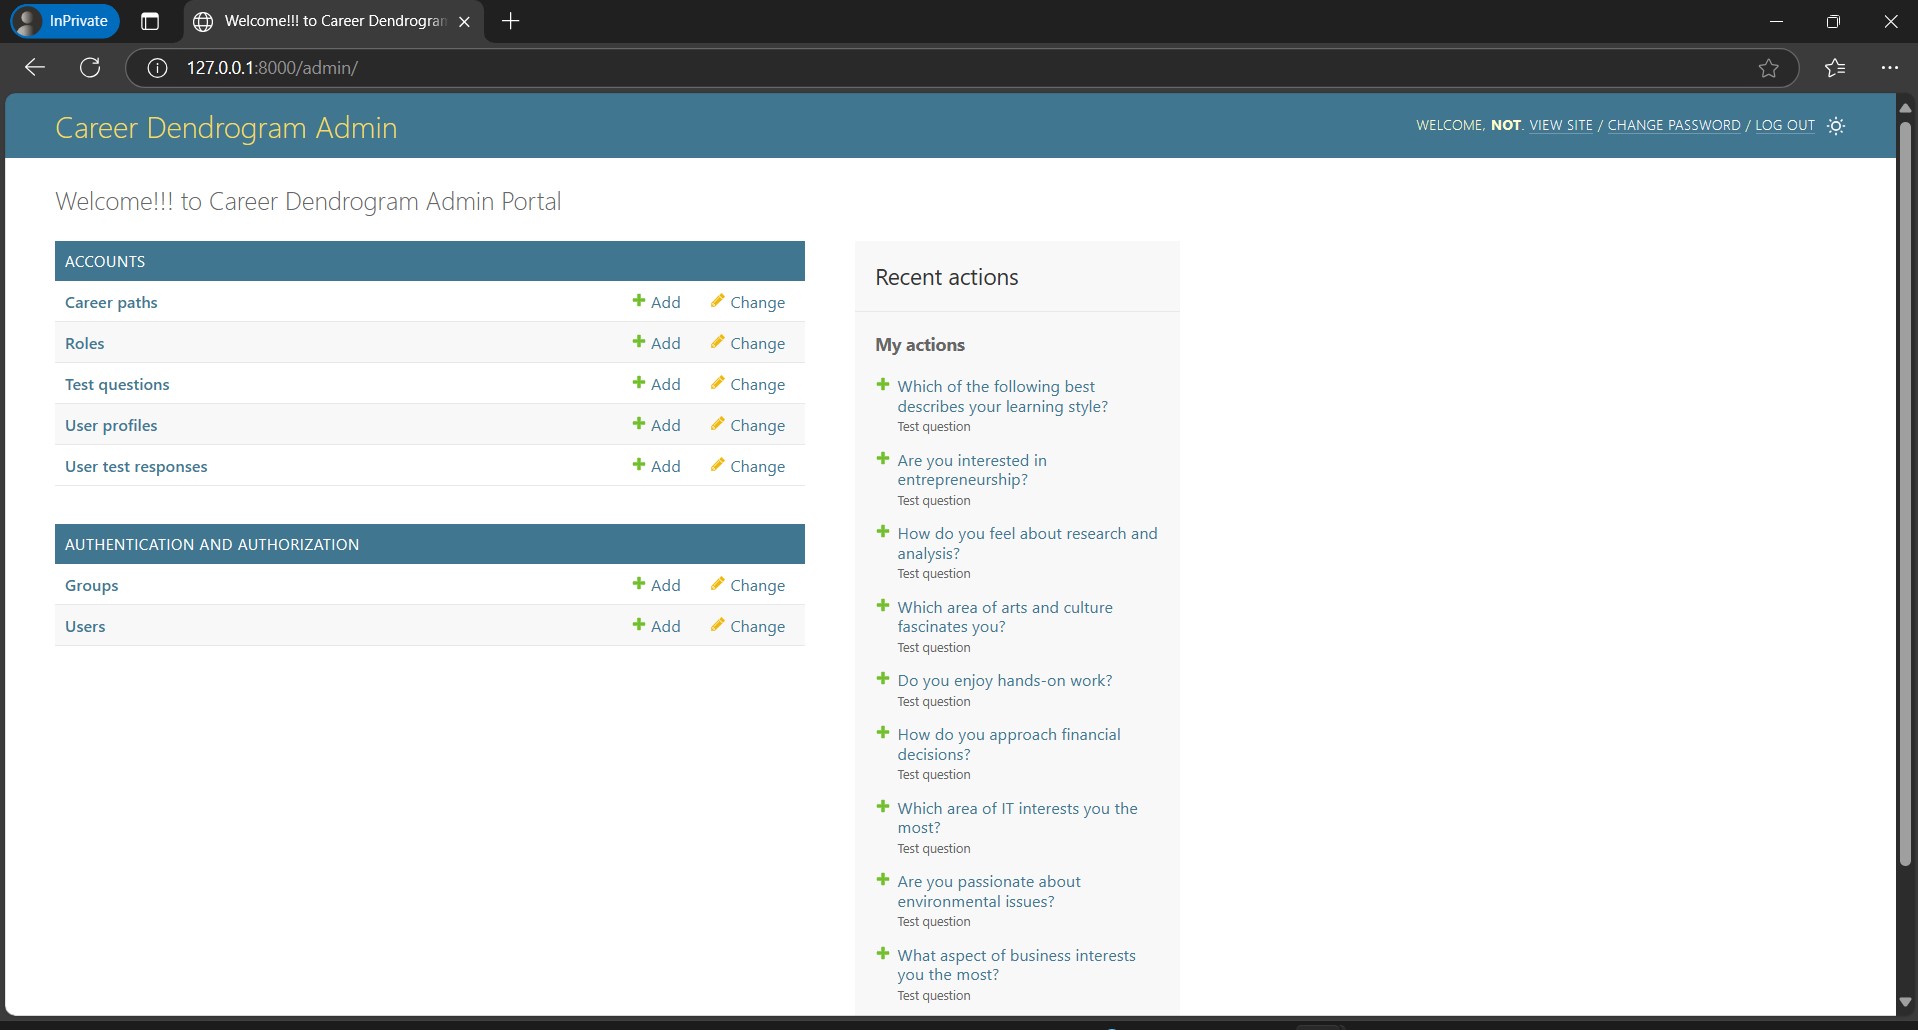 InPrivate
Welcome!!! to Career Dendrogran
127.0.0.1:8000/admin/
Career Dendrogram Admin
WELCOME, NOT. VIEW SITE / CHANGE PASSWORD / LOG OUT
Welcome!!! to Career Dendrogram Admin Portal
ACCOUNTS
Career paths Add Change
Roles Add Change
Test questions Add Change
User profiles Add Change
User test responses Add Change
AUTHENTICATION AND AUTHORIZATION
Groups Add Change
Users Add Change
Recent actions
My actions
Which of the following best
describes your learning style?
Test question
Are you interested in
entrepreneurship?
Test question
How do you feel about research and
analysis?
Test question
Which area of arts and culture
fascinates you?
Test question
Do you enjoy hands-on work?
Test question
How do you approach financial
decisions?
Test question
Which area of IT interests you the
most?
Test question
Are you passionate about
environmental issues?
Test question
What aspect of business interests
you the most?
Test question